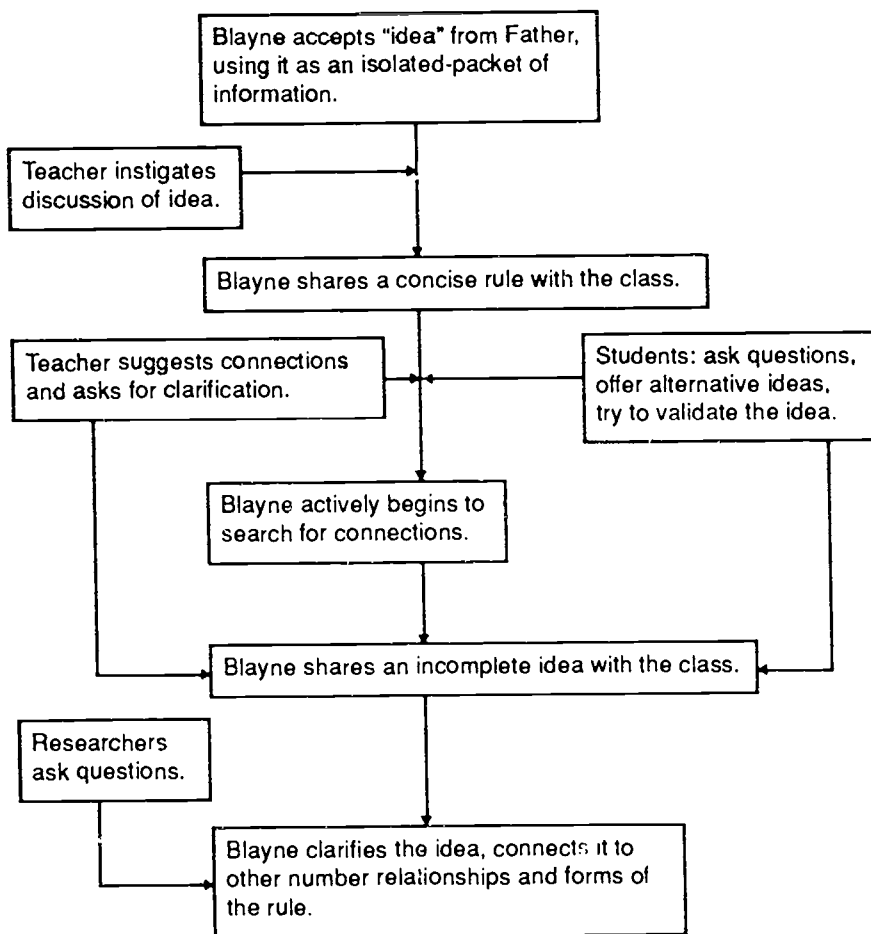 Blayne accepts "idea" from Father,
using it as an isolated-packet of
information.
Teacher instigates
discussion of idea.
Blayne shares a concise rule with the class.
Teacher suggests connections
and asks for clarification.
Students: ask questions,
offer alternative ideas,
try to validate the idea.
Blayne actively begins to
search for connections.
Blayne shares an incomplete idea with the class.
Researchers
ask questions.
Blayne clarifies the idea, connects it to
other number relationships and forms of
the rule.